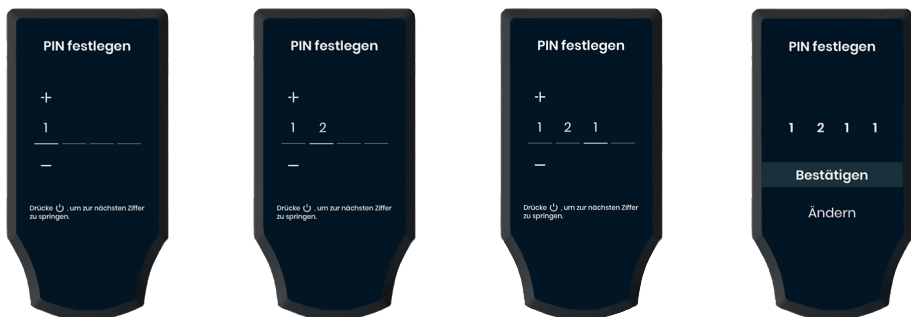 PIN festlegen
+
1
–
Drücke , um zur nächsten Ziffer
zu springen.
PIN festlegen
+
1 2
–
Drücke , um zur nächsten Ziffer
zu springen.
PIN festlegen
+
1 2 1
–
Drücke , um zur nächsten Ziffer
zu springen.
PIN festlegen
1 2 1 1
Bestätigen
Ändern